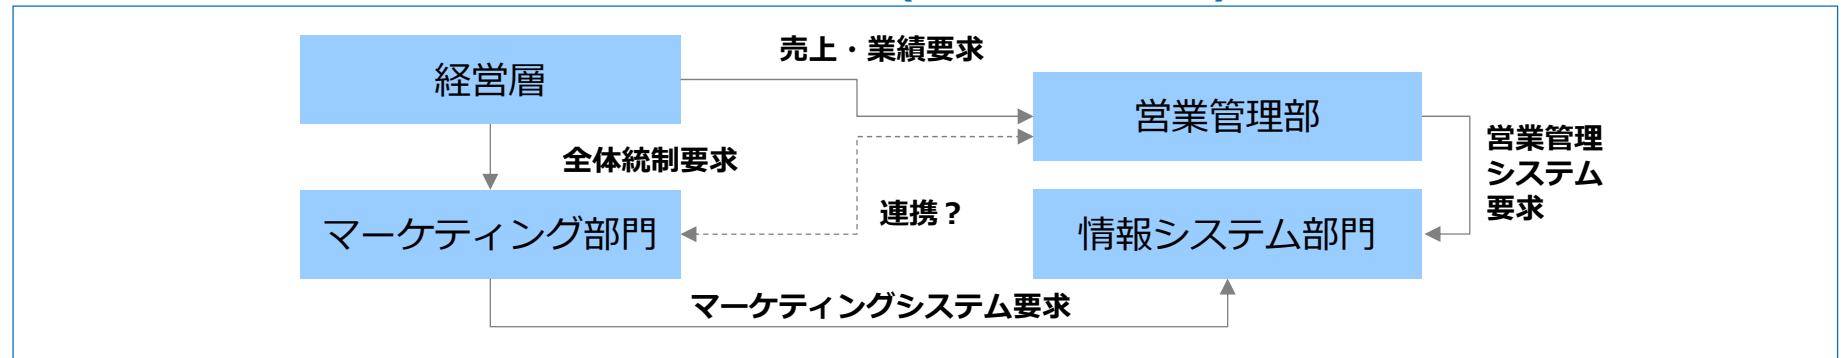 売上・業績要求
経営層
営業管理部
営業管理
システム
要求
全体統制要求
連携？
マーケティング部門
情報システム部門
マーケティングシステム要求